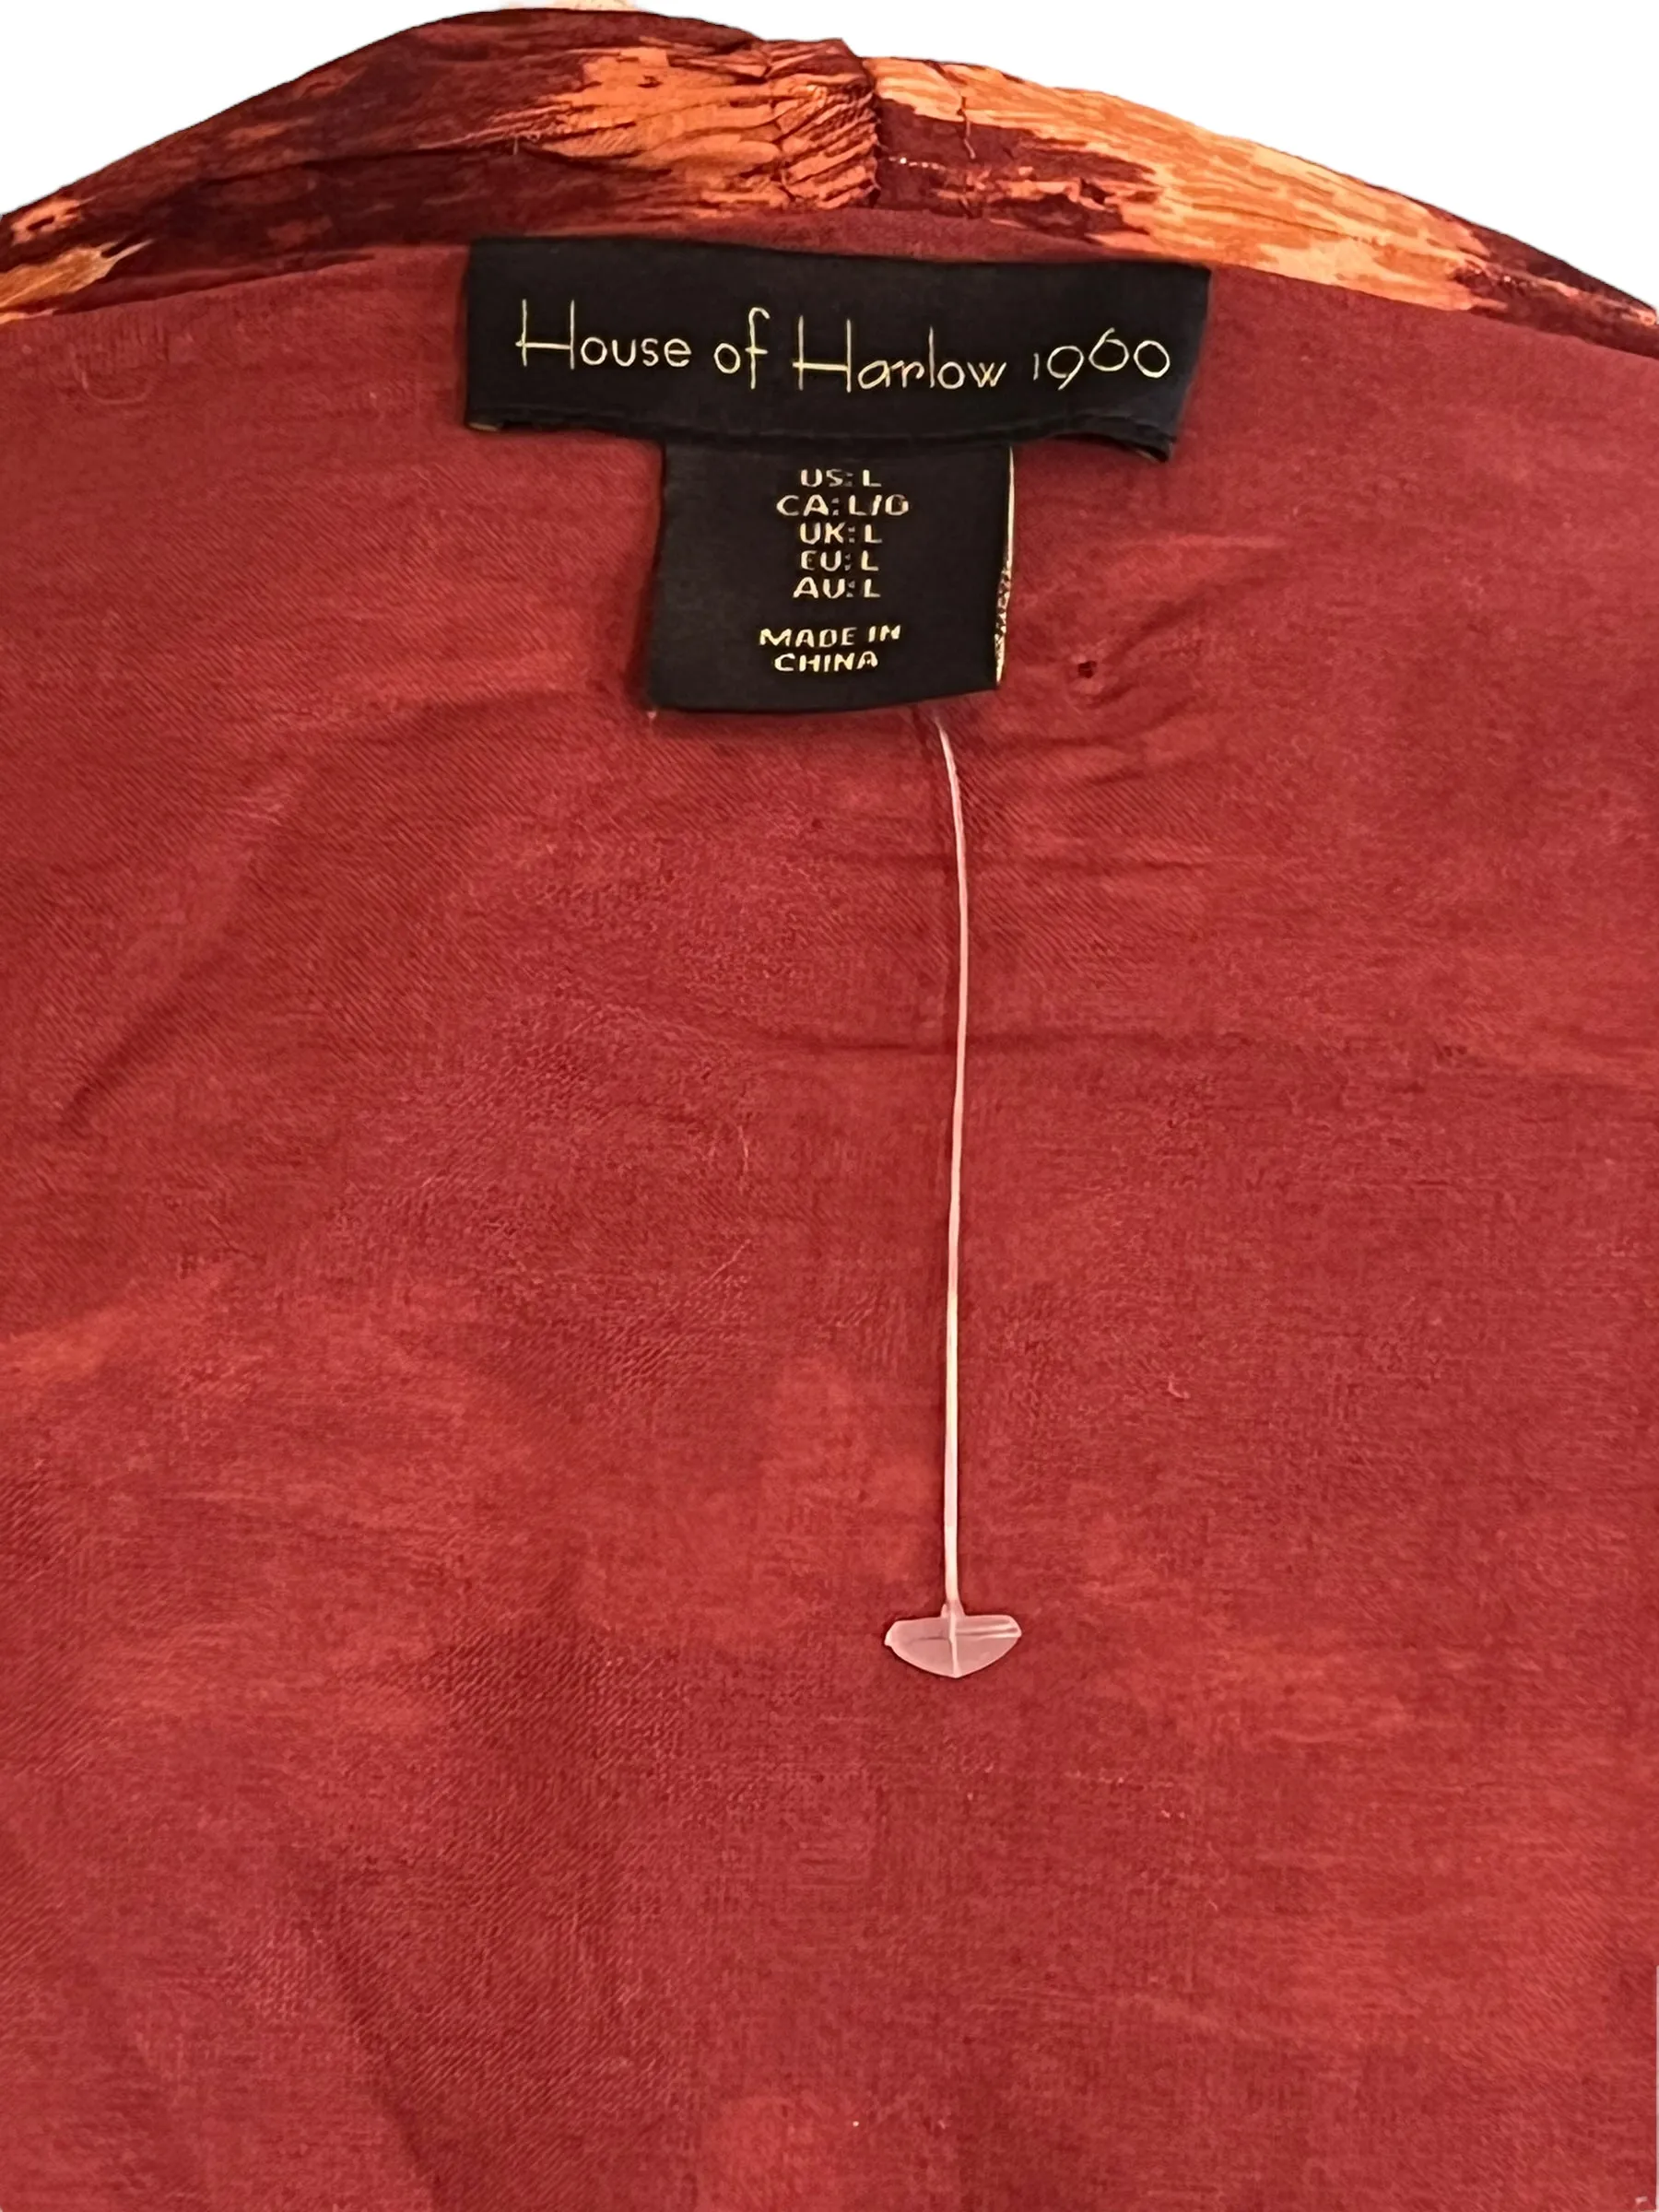 House of Harlow 1960
US: L
CA: L/G
UK: L
EU: L
AU: L
MADE IN
CHINA